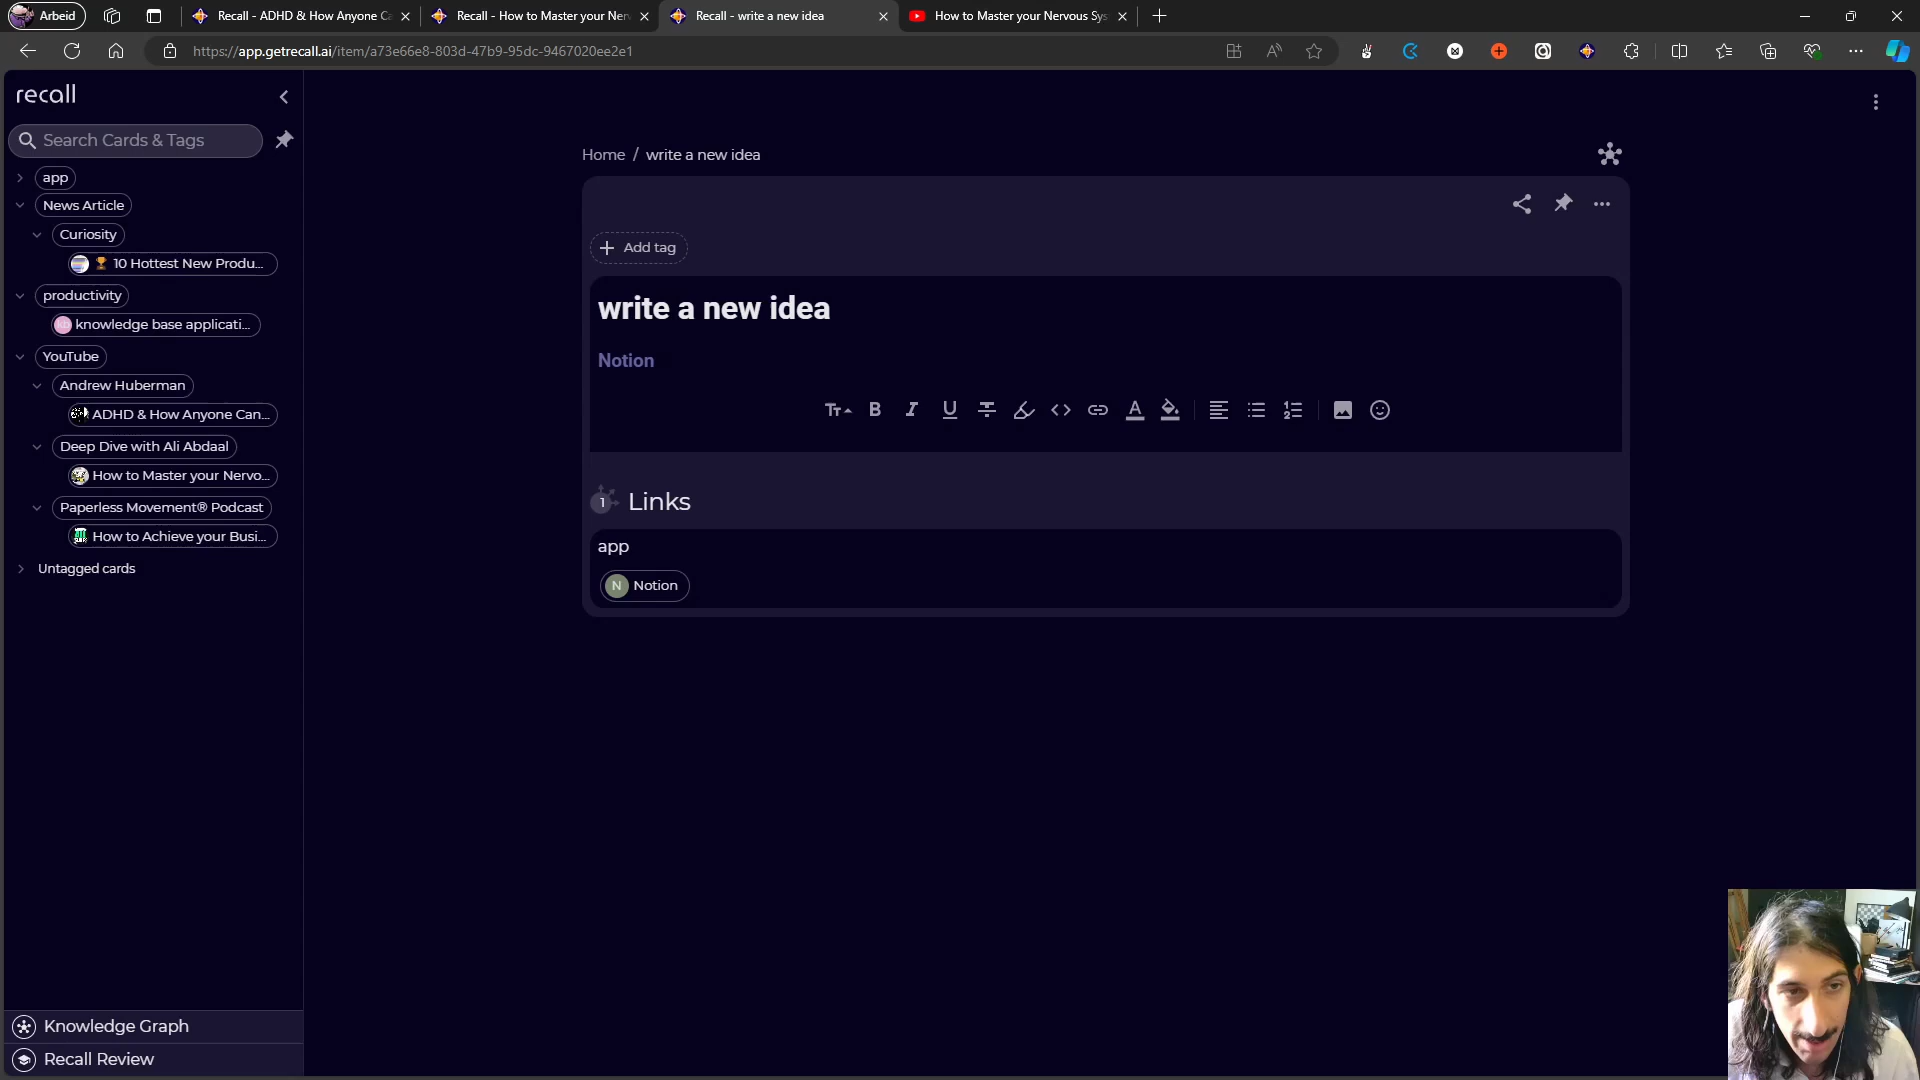 Arbeid
Recall - ADHD & How Anyone Ca
Recall - How to Master your Nerv
Recall - write a new idea
How to Master your Nervous Sys
https://app.getrecall.ai/item/a73e66e8-803d-47b9-95dc-9467020ee2e1
recall
Search Cards & Tags
app
News Article
Curiosity
10 Hottest New Produ...
productivity
kb knowledge base applicati...
YouTube
Andrew Huberman
ADHD & How Anyone Can...
Deep Dive with Ali Abdaal
How to Master your Nervo...
Paperless Movement® Podcast
How to Achieve your Busi...
Untagged cards
Knowledge Graph
Recall Review
Home / write a new idea
Add tag
write a new idea
Notion
1 Links
app
N Notion